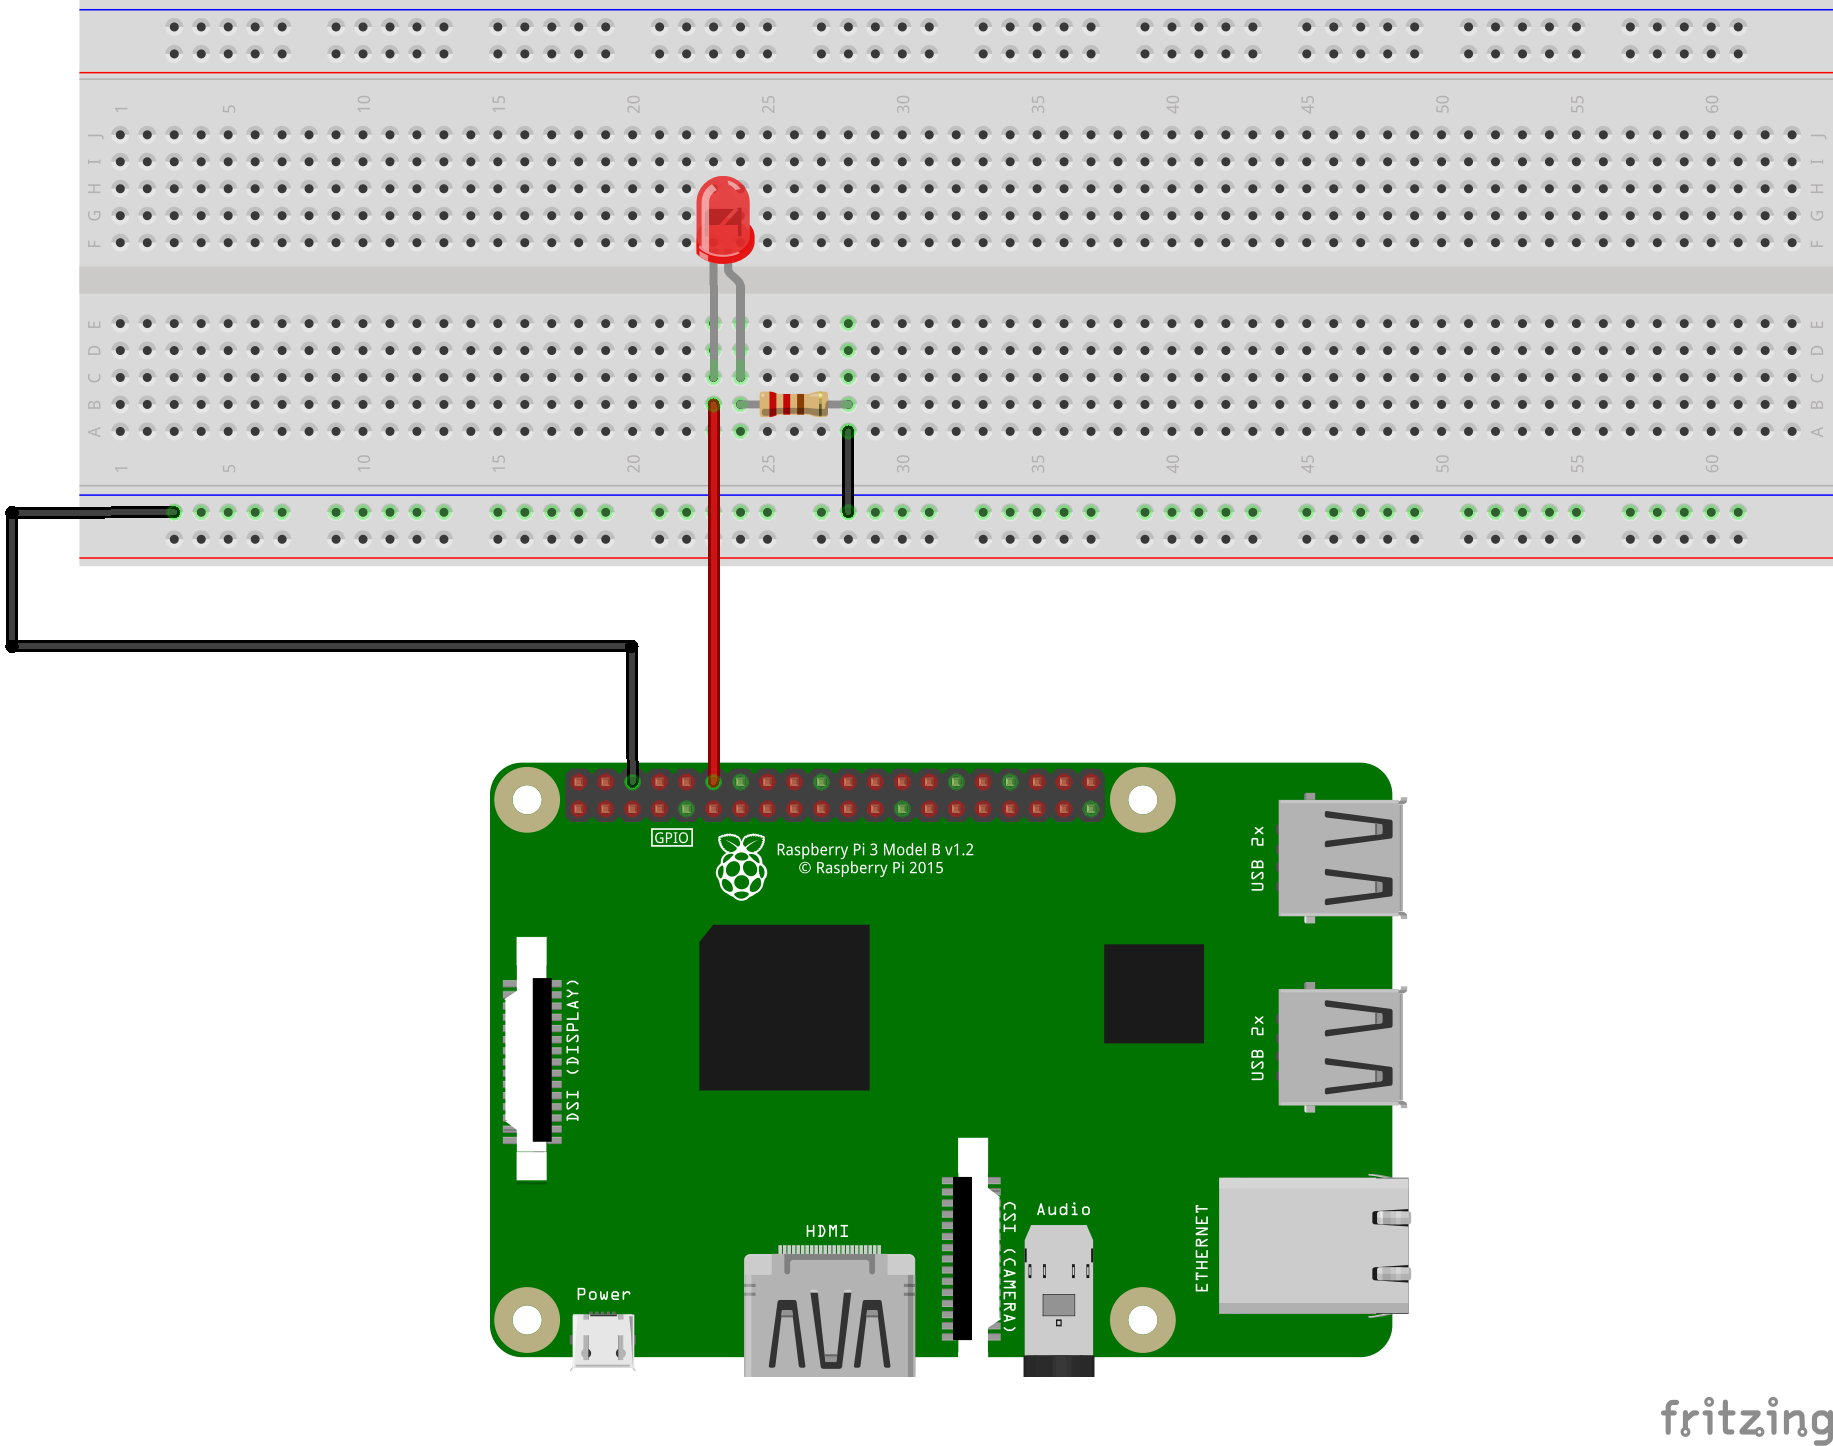 1 5 10 15 20 25 30 35 40 45 50 55 60
J J
I I
H H
G G
F F
E E
D D
C C
B B
A A
1 5 10 15 20 25 30 35 40 45 50 55 60
GPIO
Raspberry Pi 3 Model B v1.2
© Raspberry Pi 2015
USB 2x
DSI (DISPLAY)
USB 2x
CSI (CAMERA)
Audio
ETHERNET
HDMI
Power
fritzing